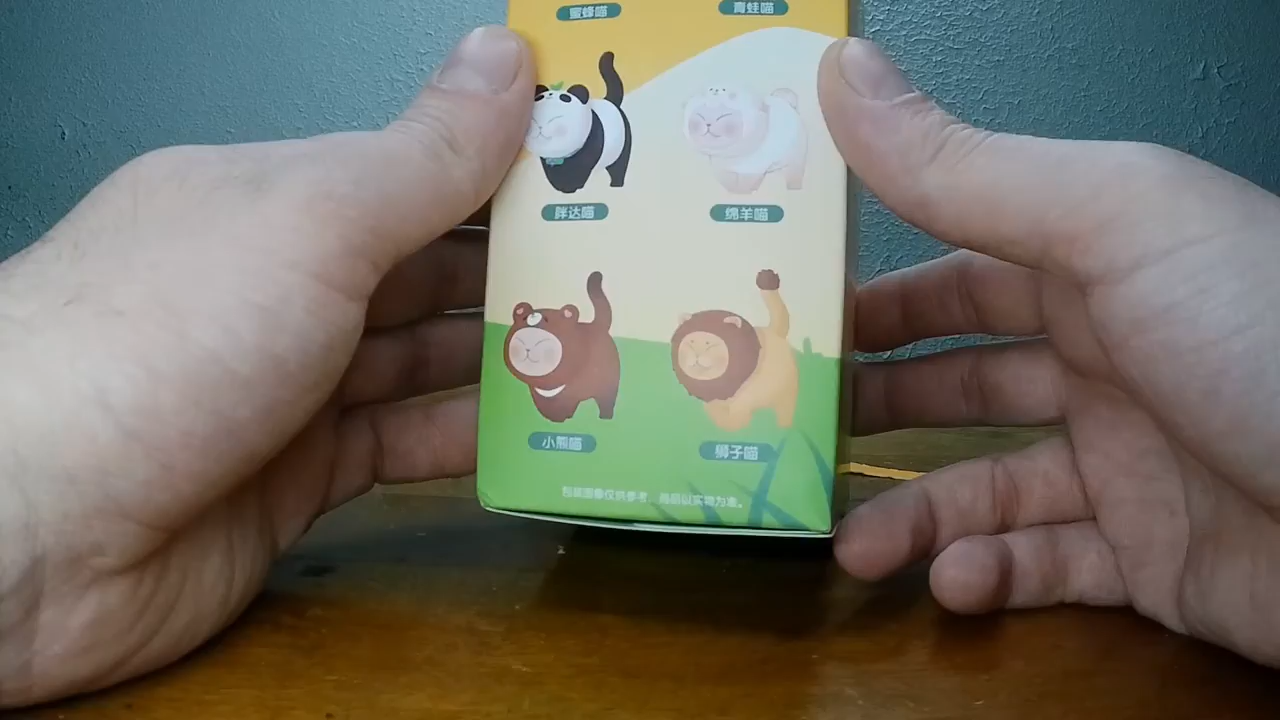 蜜蜂喵
青蛙喵
胖达喵
绵羊喵
小熊喵
狮子喵
包装图像仅供参考，商品以实物为准。